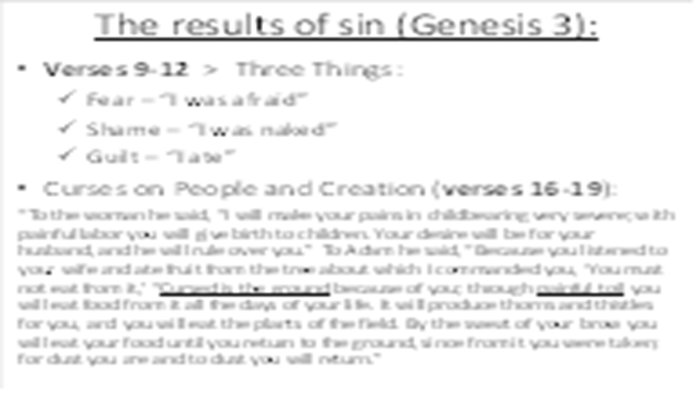 The results of sin (Genesis 3):
• Verses 9-12 > Three Things:
✓ Fear – "I was afraid"
✓ Shame – "I was naked"
✓ Guilt – "I ate"
• Curses on People and Creation (verses 16-19):
"To the woman he said, "I will make your pains in childbearing very severe; with
painful labor you will give birth to children. Your desire will be for your
husband, and he will rule over you." To Adam he said, "Because you listened to
your wife and ate fruit from the tree about which I commanded you, 'You must
not eat from it,' "Cursed is the ground because of you; through painful toil you
will eat food from it all the days of your life. It will produce thorns and thistles
for you, and you will eat the plants of the field. By the sweat of your brow you
will eat your food until you return to the ground, since from it you were taken;
for dust you are and to dust you will return."